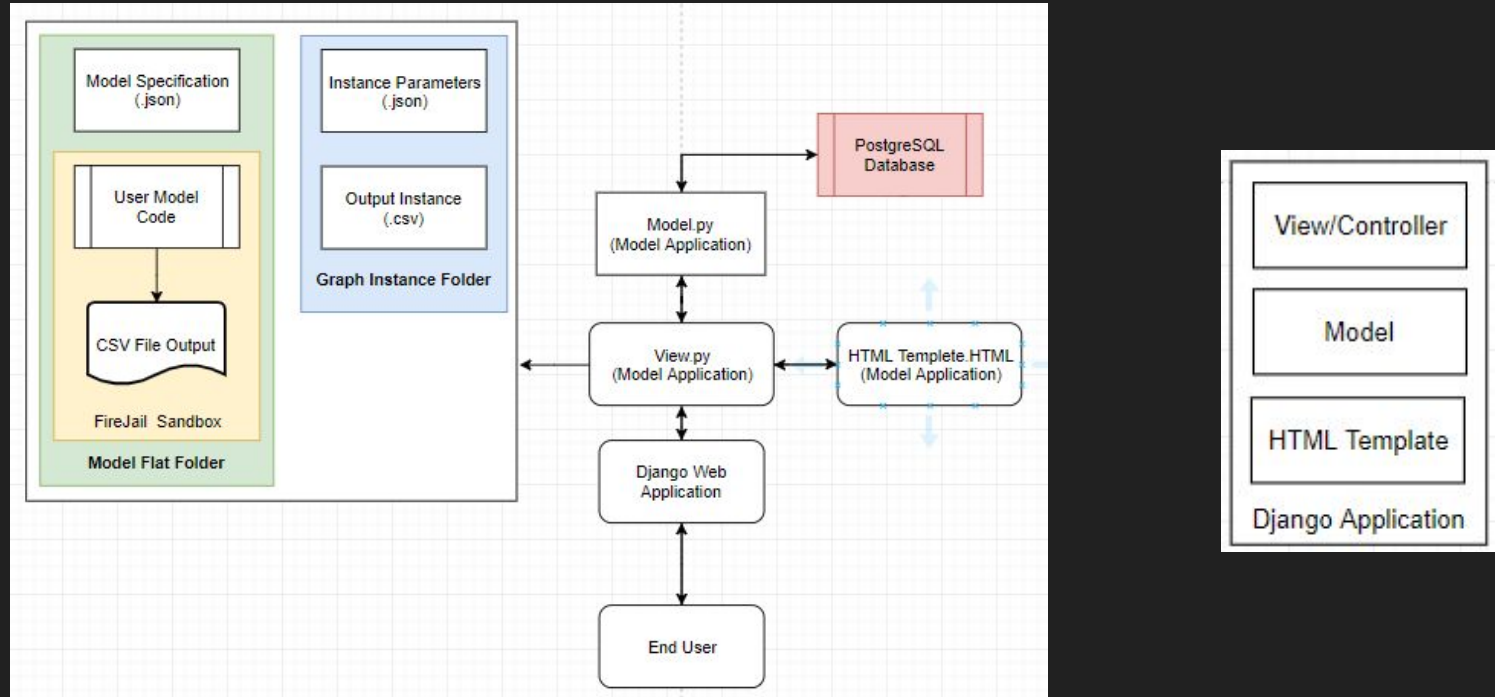 Model Specification
(.json)
User Model
Code
CSV File Output
FireJail Sandbox
Model Flat Folder
Instance Parameters
(.json)
Output Instance
(.csv)
Graph Instance Folder
PostgreSQL
Database
Model.py
(Model Application)
View.py
(Model Application)
HTML Templete.HTML
(Model Application)
Django Web
Application
End User
View/Controller
Model
HTML Template
Django Application